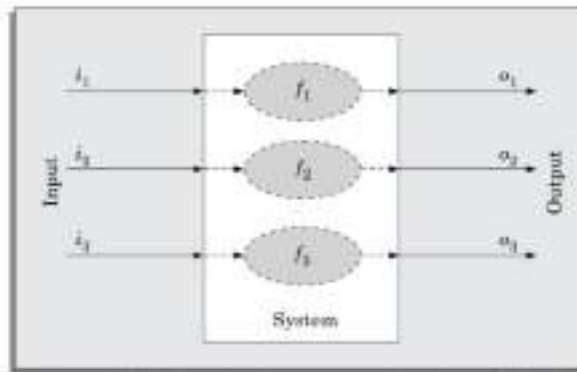 i₁ f₁ o₁
i₂ f₂ o₂
i₃ f₃ o₃
Input
Output
System